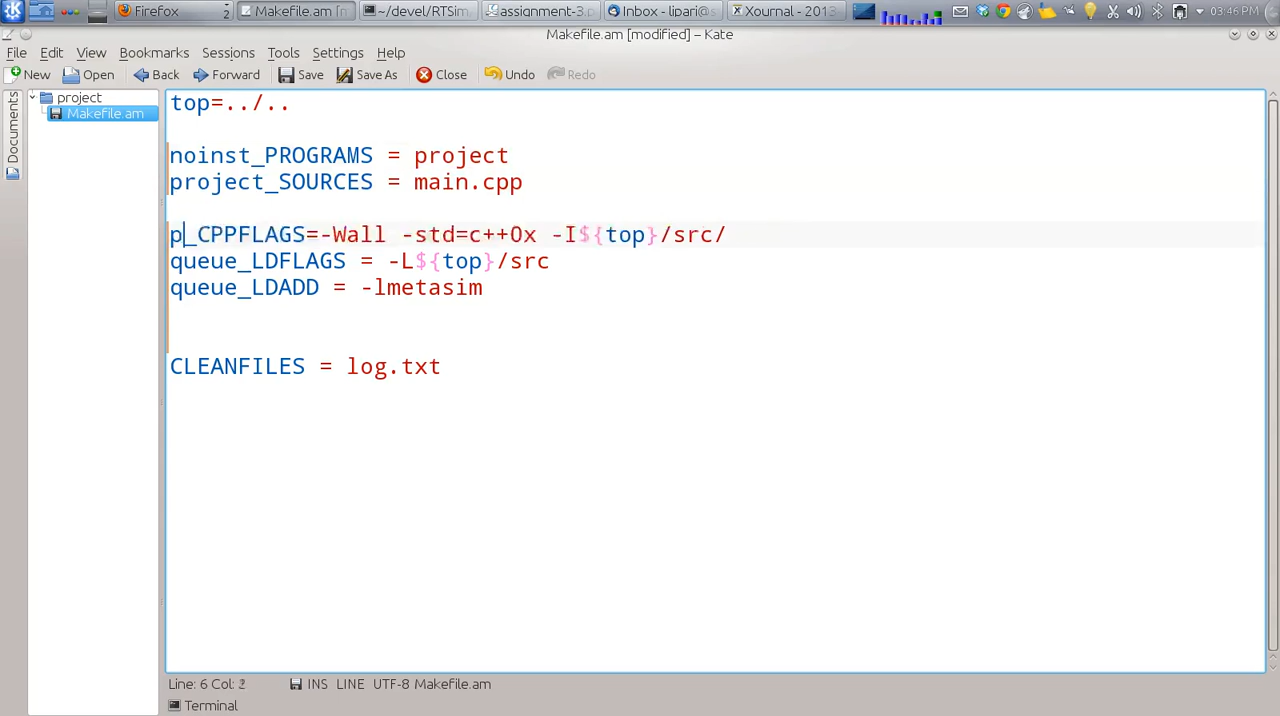 Firefox 2 Makefile.am [m ~/devel/RTSim assignment-3.p Inbox - lipari@s Xournal - 2013 03:46 PM
Makefile.am [modified] – Kate
File Edit View Bookmarks Sessions Tools Settings Help
New Open Back Forward Save Save As Close Undo Redo
Documents
project
Makefile.am
top=../..
noinst_PROGRAMS = project
project_SOURCES = main.cpp
p_CPPFLAGS=-Wall -std=c++0x -I${top}/src/
queue_LDFLAGS = -L${top}/src
queue_LDADD = -lmetasim
CLEANFILES = log.txt
Line: 6 Col: 2 INS LINE UTF-8 Makefile.am
Terminal